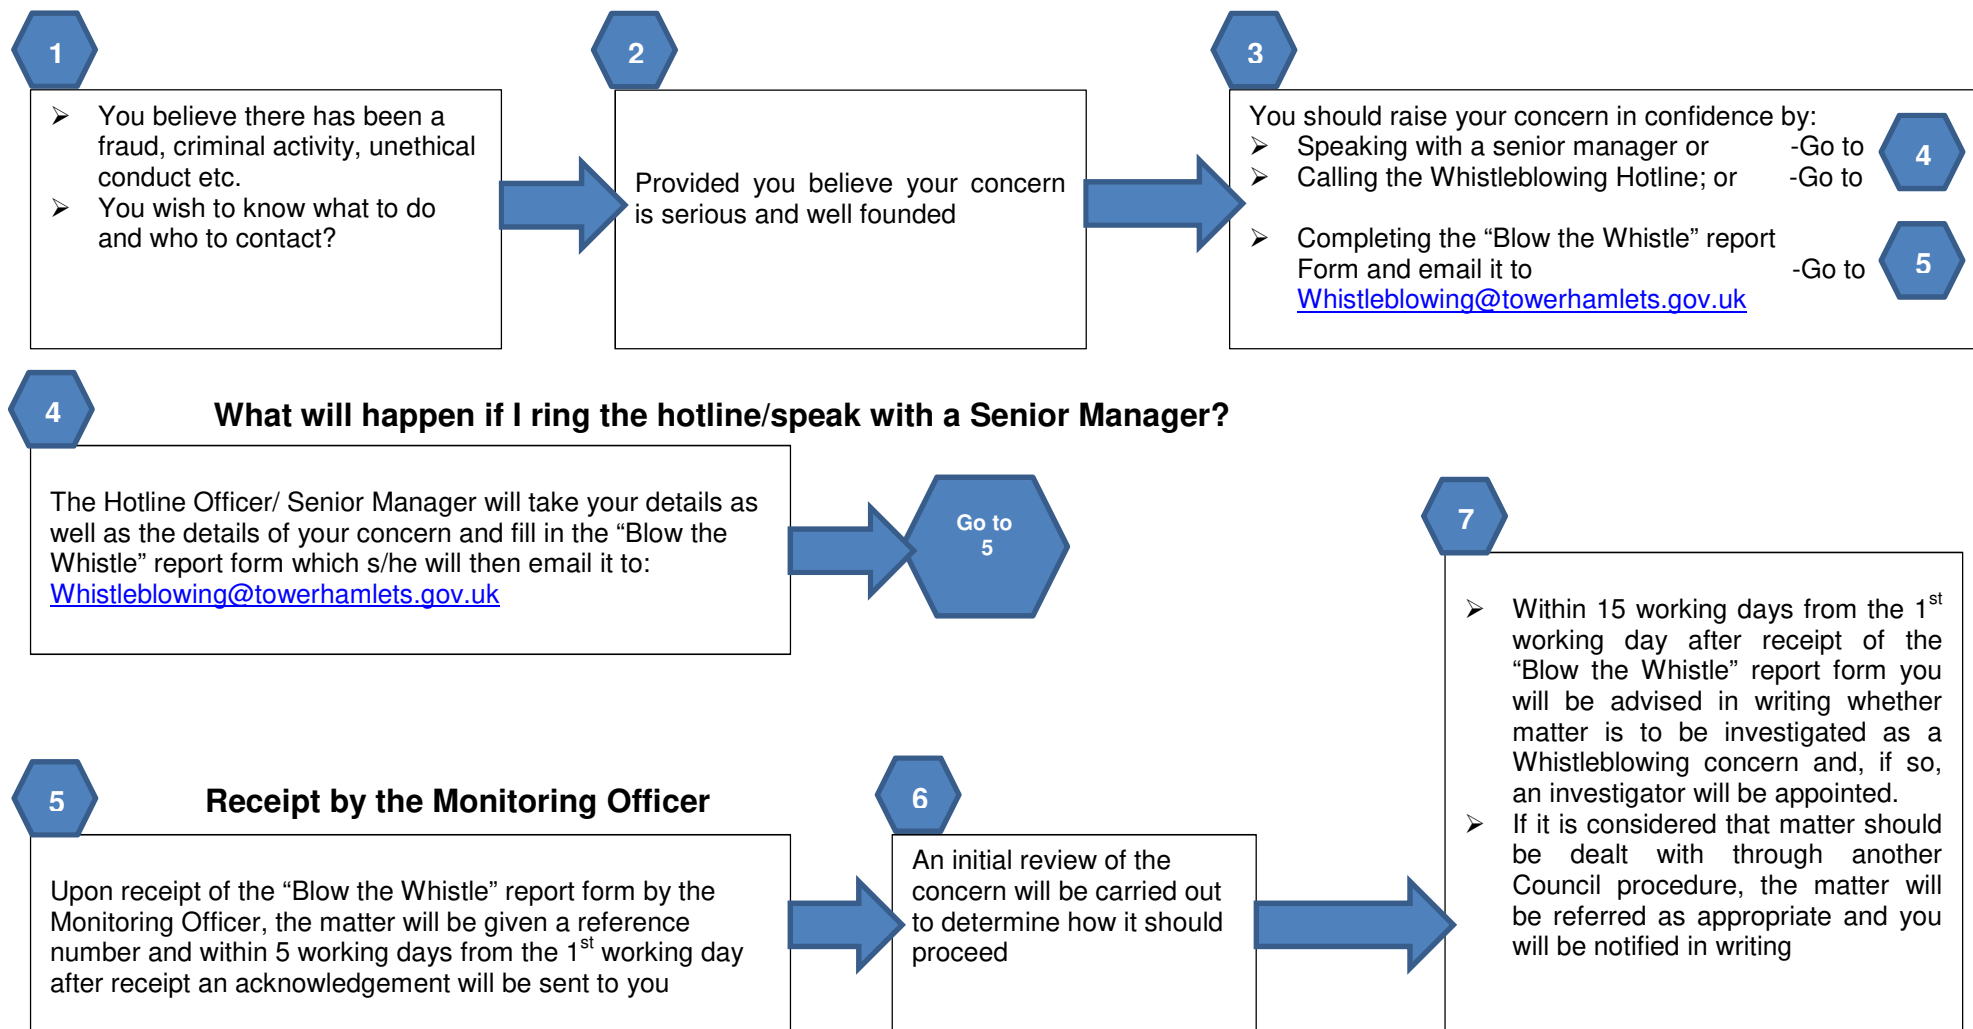 1
➢ You believe there has been a
fraud, criminal activity, unethical
conduct etc.
➢ You wish to know what to do
and who to contact?
2
Provided you believe your concern
is serious and well founded
3
You should raise your concern in confidence by:
➢ Speaking with a senior manager or -Go to
➢ Calling the Whistleblowing Hotline; or -Go to
4
➢ Completing the “Blow the Whistle” report
Form and email it to -Go to
5
Whistleblowing@towerhamlets.gov.uk
4
What will happen if I ring the hotline/speak with a Senior Manager?
The Hotline Officer/ Senior Manager will take your details as
well as the details of your concern and fill in the “Blow the
Whistle” report form which s/he will then email it to:
Whistleblowing@towerhamlets.gov.uk
Go to
5
5
Receipt by the Monitoring Officer
Upon receipt of the “Blow the Whistle” report form by the
Monitoring Officer, the matter will be given a reference
number and within 5 working days from the 1st working day
after receipt an acknowledgement will be sent to you
6
An initial review of the
concern will be carried out
to determine how it should
proceed
7
➢ Within 15 working days from the 1st
working day after receipt of the
“Blow the Whistle” report form you
will be advised in writing whether
matter is to be investigated as a
Whistleblowing concern and, if so,
an investigator will be appointed.
➢ If it is considered that matter should
be dealt with through another
Council procedure, the matter will
be referred as appropriate and you
will be notified in writing